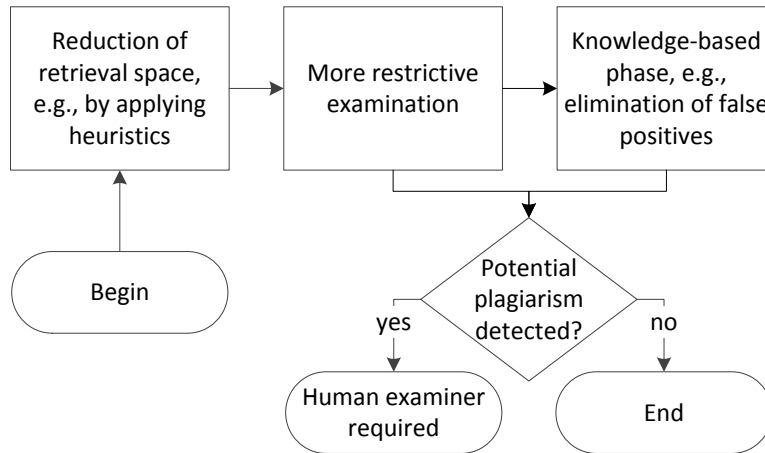 Reduction of
retrieval space,
e.g., by applying
heuristics
More restrictive
examination
Knowledge-based
phase, e.g.,
elimination of false
positives
Begin
Potential
plagiarism
detected?
yes
no
Human examiner
required
End